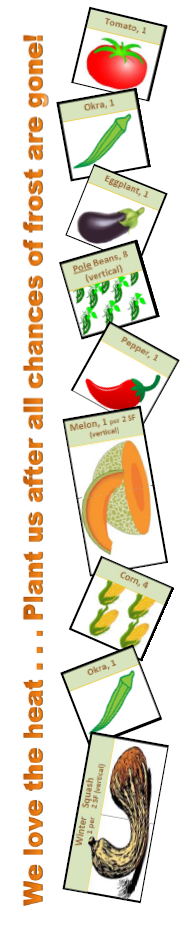 We love the heat . . . Plant us after all chances of frost are gone!
Tomato, 1
Okra, 1
Eggplant, 1
Pole Beans, 8
(vertical)
Pepper, 1
Melon, 1 per 2 SF
(vertical)
Corn, 4
Okra, 1
Winter Squash
1 per 2 SF (vertical)